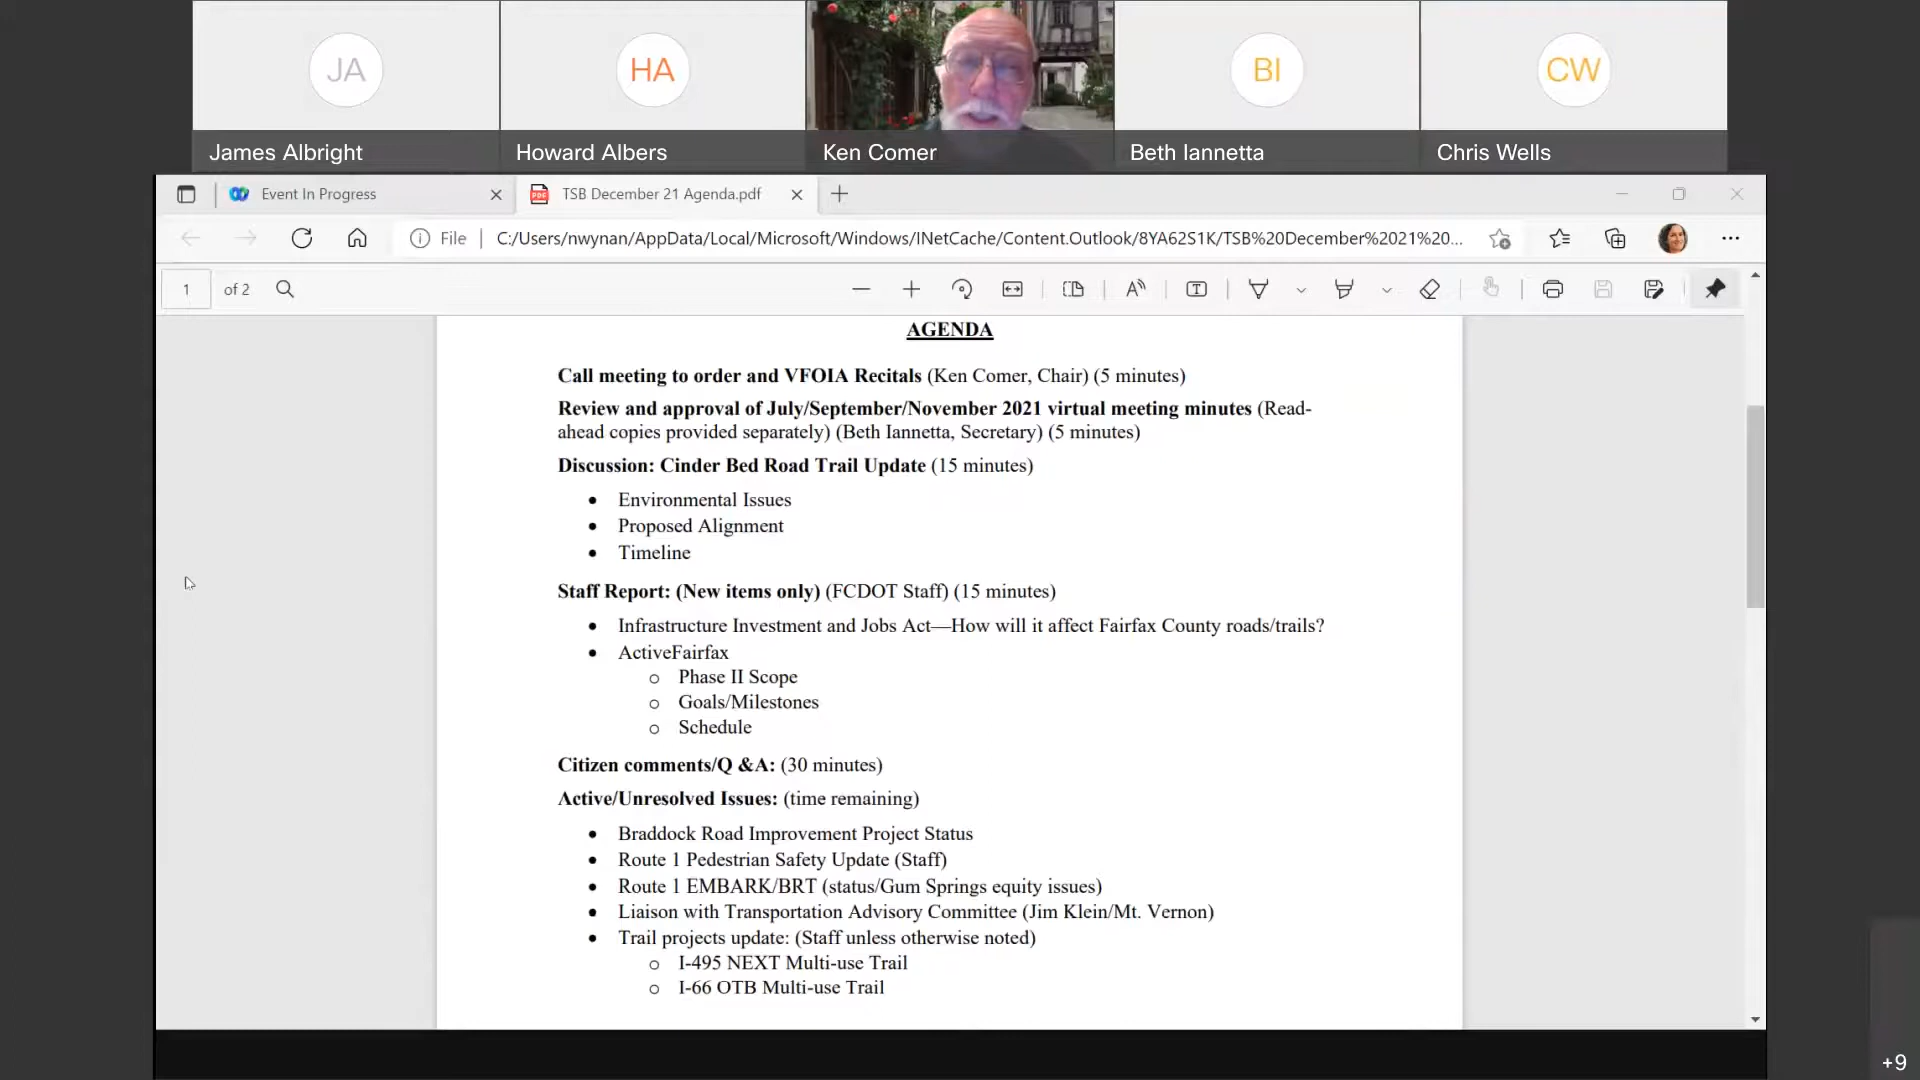 JA
HA
BI
CW
James Albright
Howard Albers
Ken Comer
Beth Iannetta
Chris Wells
Event In Progress
TSB December 21 Agenda.pdf
File
C:/Users/nwynan/AppData/Local/Microsoft/Windows/INetCache/Content.Outlook/8YA62S1K/TSB%20December%2021%20...
1 of 2
AGENDA
Call meeting to order and VFOIA Recitals (Ken Comer, Chair) (5 minutes)
Review and approval of July/September/November 2021 virtual meeting minutes (Read-
ahead copies provided separately) (Beth Iannetta, Secretary) (5 minutes)
Discussion: Cinder Bed Road Trail Update (15 minutes)
• Environmental Issues
• Proposed Alignment
• Timeline
Staff Report: (New items only) (FCDOT Staff) (15 minutes)
• Infrastructure Investment and Jobs Act—How will it affect Fairfax County roads/trails?
• ActiveFairfax
o Phase II Scope
o Goals/Milestones
o Schedule
Citizen comments/Q &A: (30 minutes)
Active/Unresolved Issues: (time remaining)
• Braddock Road Improvement Project Status
• Route 1 Pedestrian Safety Update (Staff)
• Route 1 EMBARK/BRT (status/Gum Springs equity issues)
• Liaison with Transportation Advisory Committee (Jim Klein/Mt. Vernon)
• Trail projects update: (Staff unless otherwise noted)
o I-495 NEXT Multi-use Trail
o I-66 OTB Multi-use Trail
+9